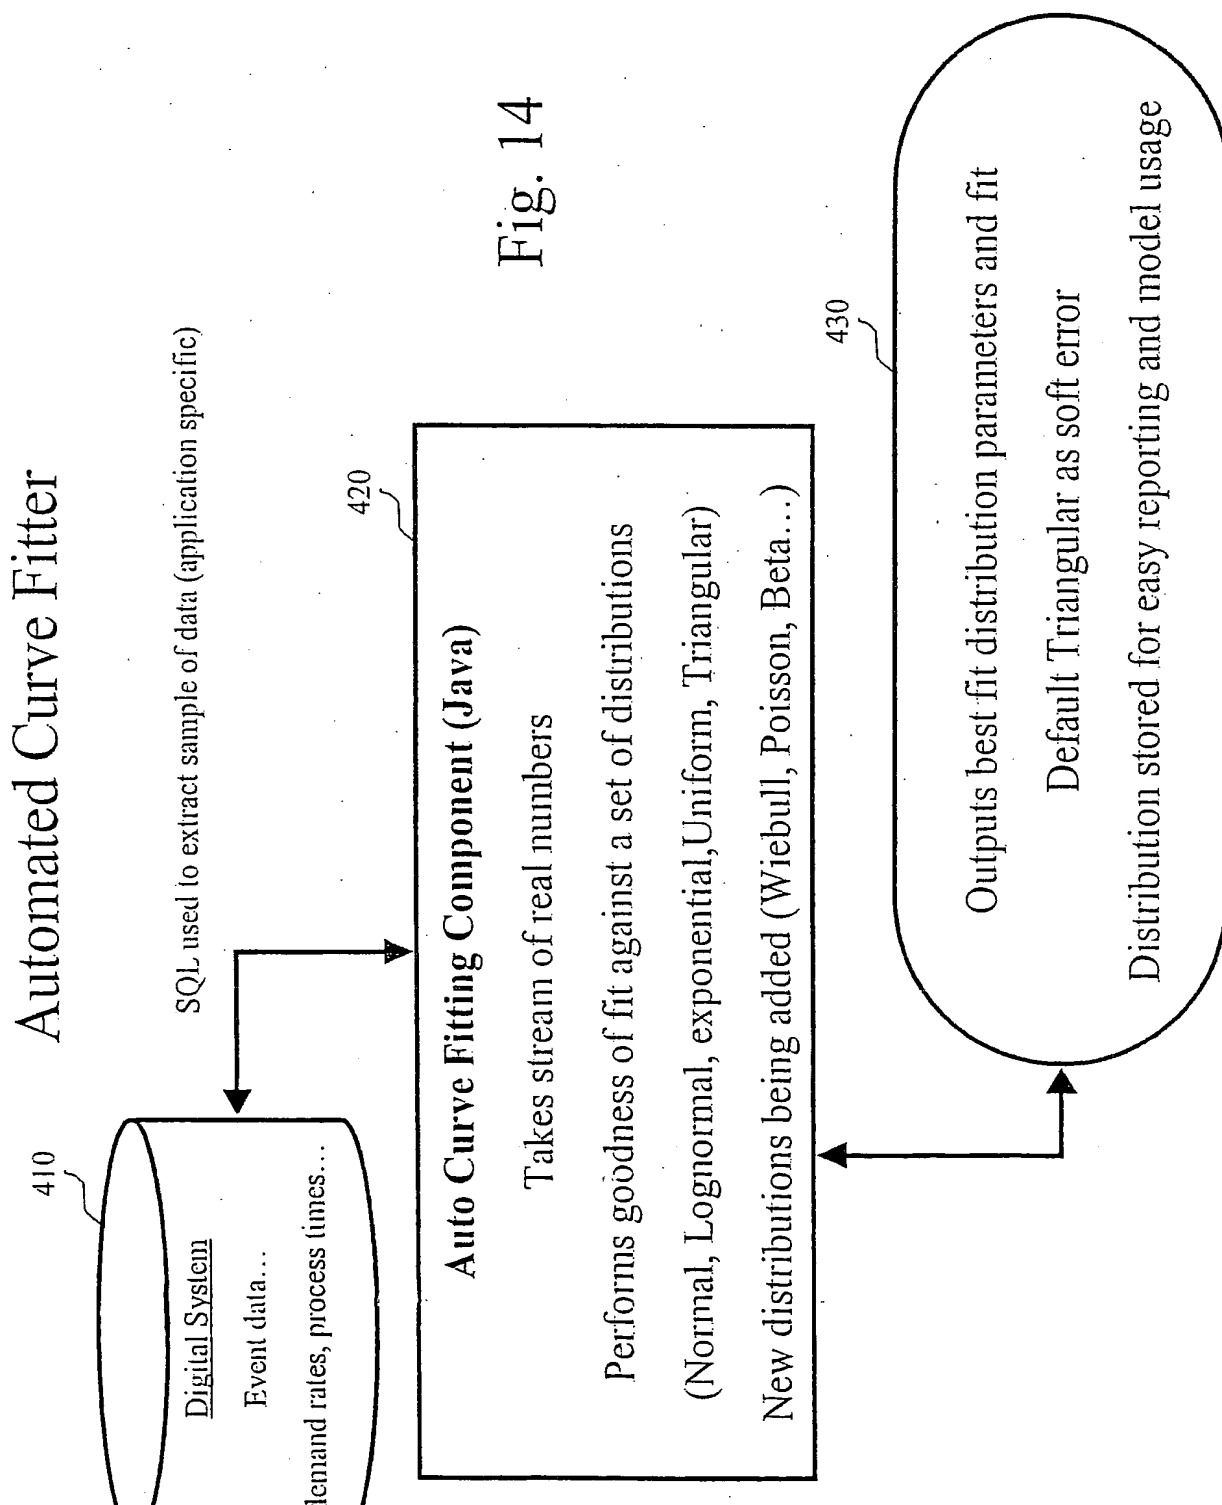 Automated Curve Fitter
410
Digital System
Event data…
rates, process times…
SQL used to extract sample of data (application specific)
420
Auto Curve Fitting Component (Java)
Takes stream of real numbers
Performs goodness of fit against a set of distributions
(Normal, Lognormal, exponential,Uniform, Triangular)
New distributions being added (Wiebull, Poisson, Beta…)
Fig. 14
430
Outputs best fit distribution parameters and fit
Default Triangular as soft error
Distribution stored for easy reporting and model usage